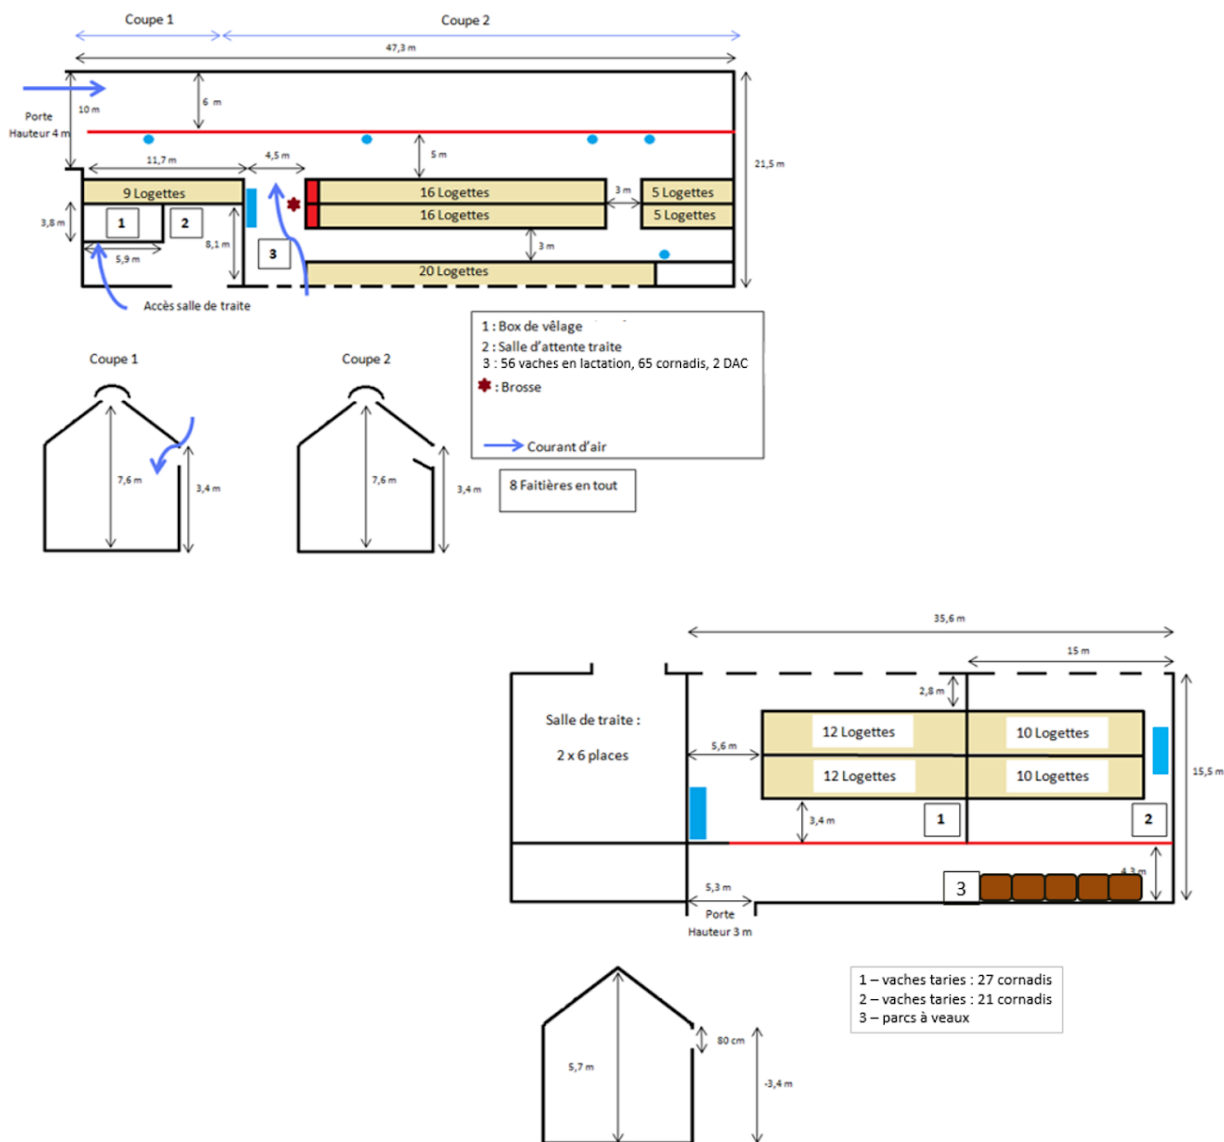 Coupe 1
Coupe 2
47,3 m
10 m
6 m
Porte
Hauteur 4 m
11,7 m
4,5 m
5 m
21,5 m
9 Logettes
16 Logettes
3 m
5 Logettes
16 Logettes
5 Logettes
3,8 m
1
2
8,1 m
3
3 m
5,9 m
20 Logettes
Accès salle de traite
1 : Box de vêlage
2 : Salle d'attente traite
3 : 56 vaches en lactation, 65 cornadis, 2 DAC
: Brosse
Courant d'air
8 Faitières en tout
Coupe 1
Coupe 2
7,6 m
3,4 m
7,6 m
3,4 m
35,6 m
15 m
2,8 m
Salle de traite :
2 x 6 places
5,6 m
12 Logettes
10 Logettes
12 Logettes
10 Logettes
15,5 m
3,4 m
1
2
4,3 m
3
5,3 m
Porte
Hauteur 3 m
1 – vaches taries : 27 cornadis
2 – vaches taries : 21 cornadis
3 – parcs à veaux
80 cm
5,7 m
-3,4 m